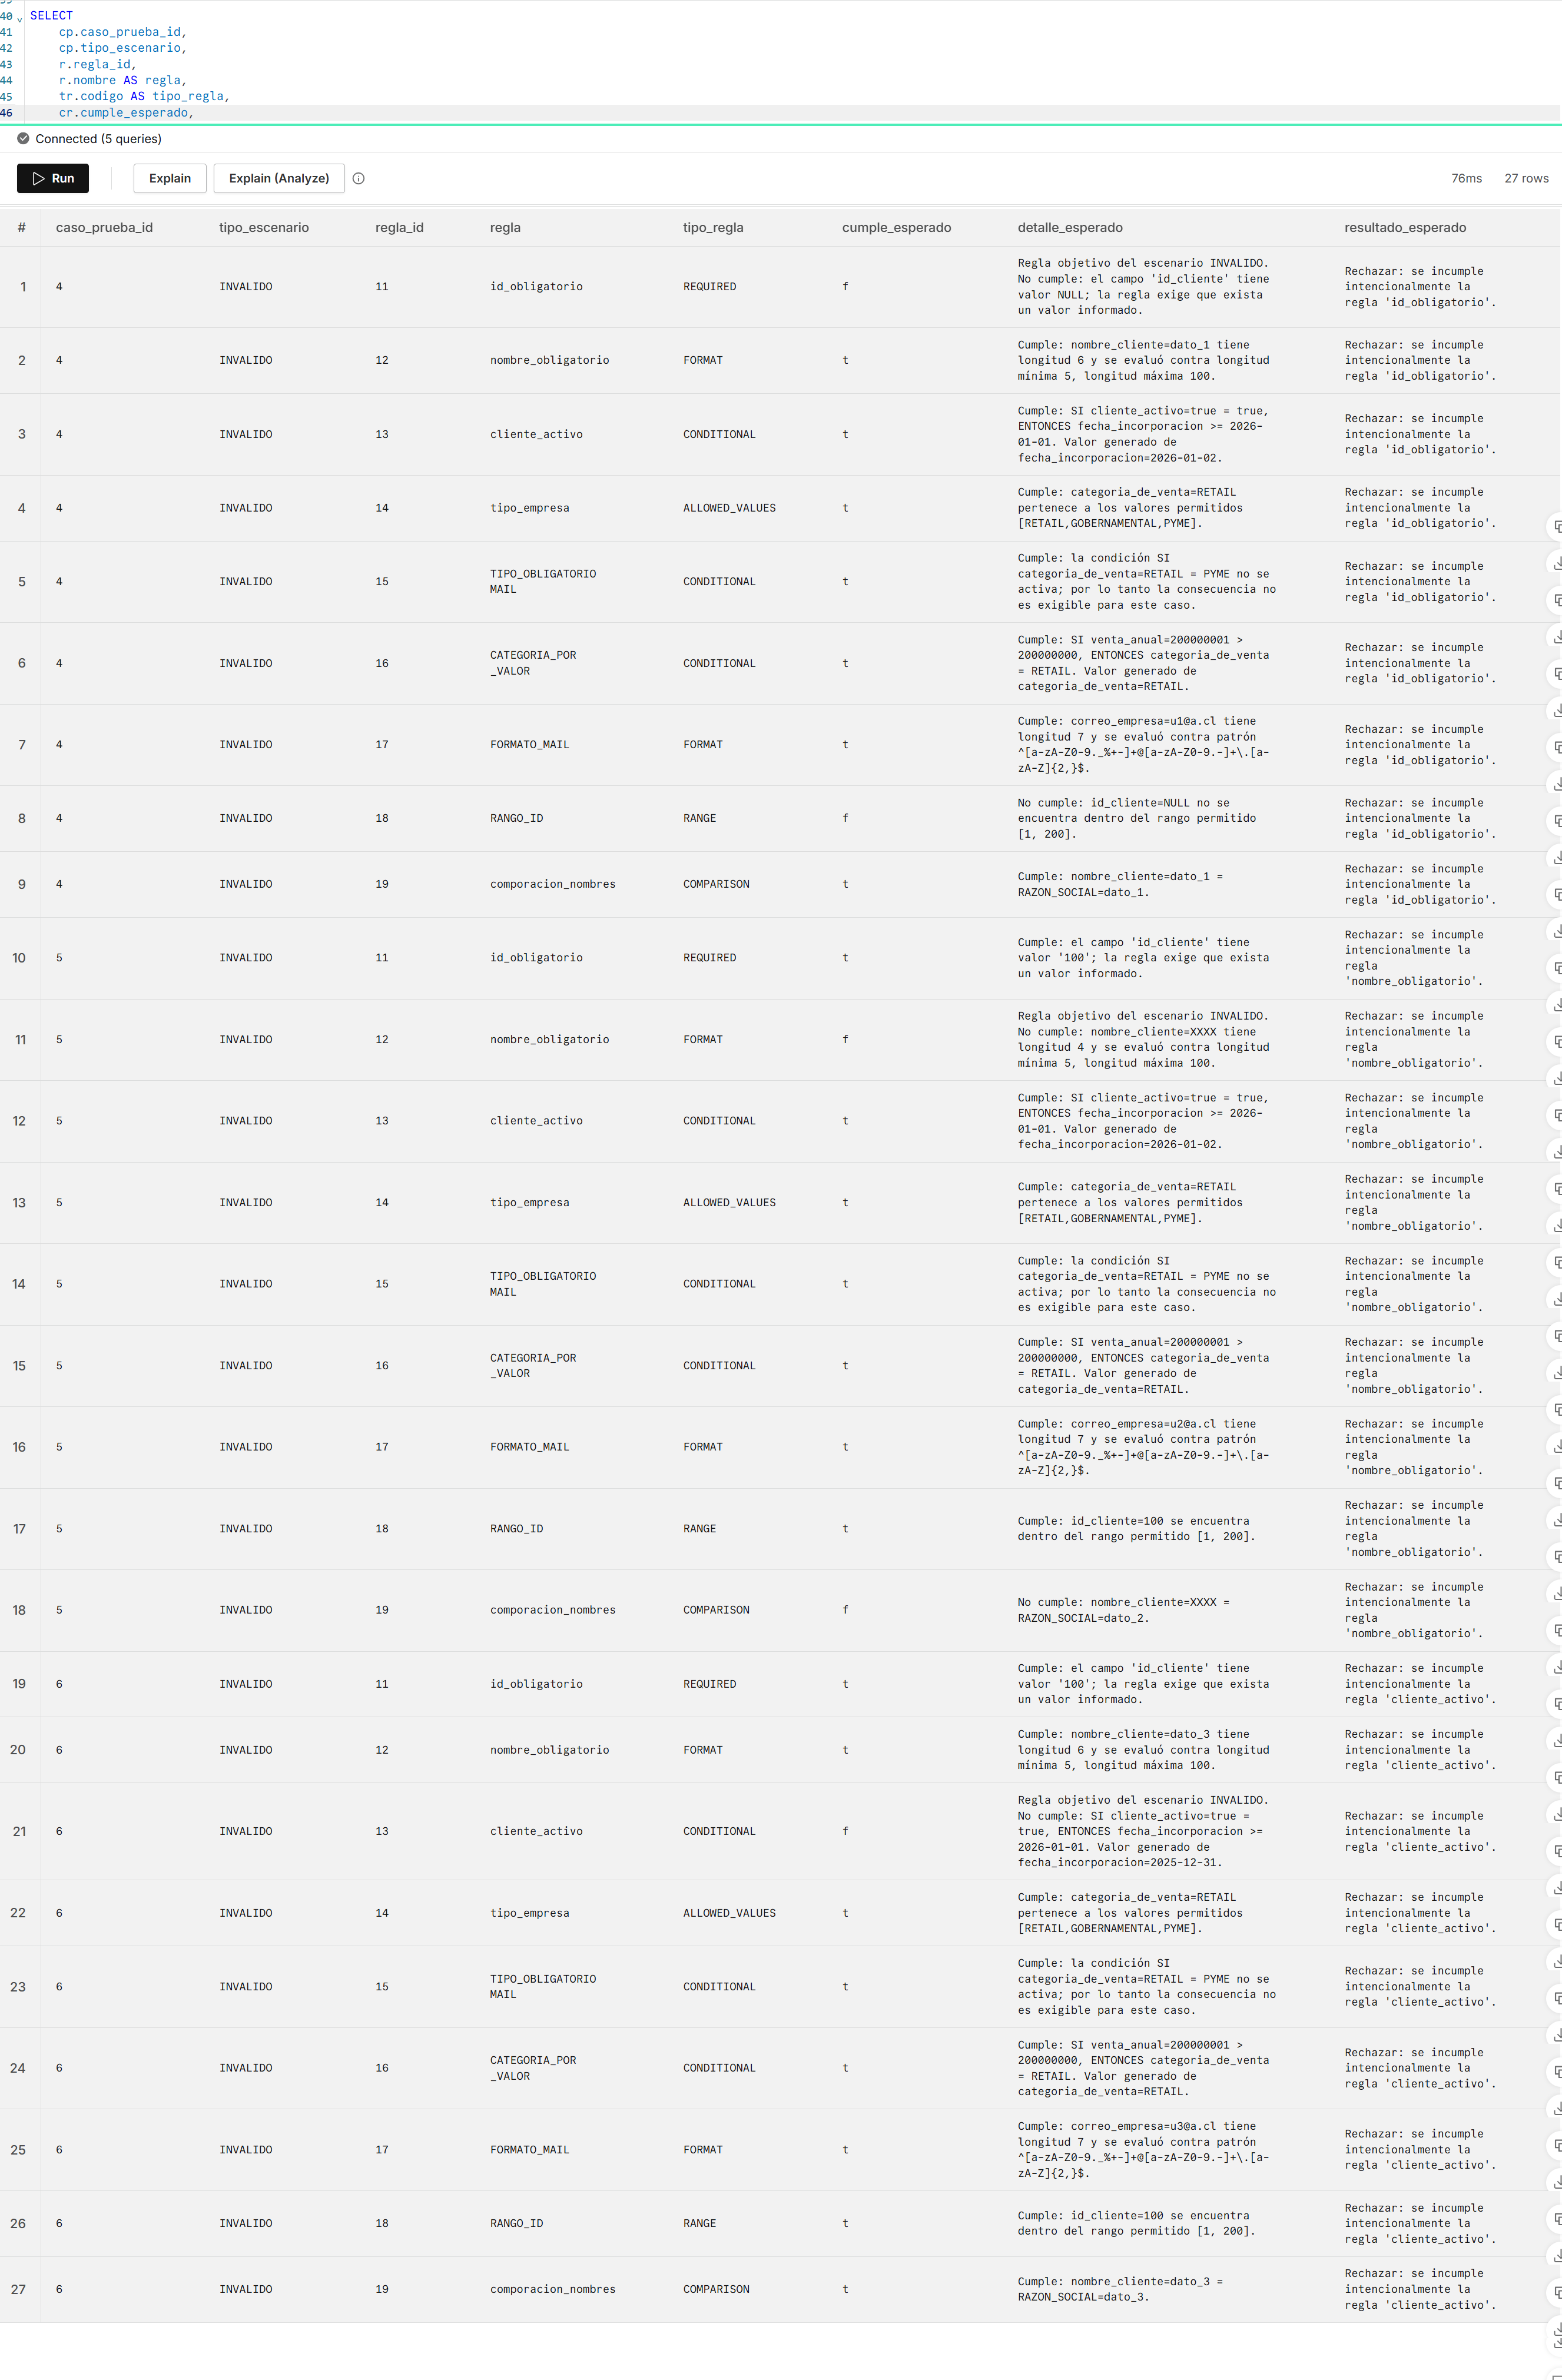 40 SELECT
41 cp.caso_prueba_id,
42 cp.tipo_escenario,
43 r.regla_id,
44 r.nombre AS regla,
45 tr.codigo AS tipo_regla,
46 cr.cumple_esperado,
Connected (5 queries)
Run Explain Explain (Analyze) 76ms 27 rows
# caso_prueba_id tipo_escenario regla_id regla tipo_regla cumple_esperado detalle_esperado resultado_esperado
1 4 INVALIDO 11 id_obligatorio REQUIRED f
Regla objetivo del escenario INVALIDO.
No cumple: el campo 'id_cliente' tiene
valor NULL; la regla exige que exista
un valor informado.
Rechazar: se incumple
intencionalmente la
regla 'id_obligatorio'.
2 4 INVALIDO 12 nombre_obligatorio FORMAT t
Cumple: nombre_cliente=dato_1 tiene
longitud 6 y se evaluó contra longitud
mínima 5, longitud máxima 100.
Rechazar: se incumple
intencionalmente la
regla 'id_obligatorio'.
3 4 INVALIDO 13 cliente_activo CONDITIONAL t
Cumple: SI cliente_activo=true = true,
ENTONCES fecha_incorporacion >= 2026-
01-01. Valor generado de
fecha_incorporacion=2026-01-02.
Rechazar: se incumple
intencionalmente la
regla 'id_obligatorio'.
4 4 INVALIDO 14 tipo_empresa ALLOWED_VALUES t
Cumple: categoria_de_venta=RETAIL
pertenece a los valores permitidos
[RETAIL,GOBERNAMENTAL,PYME].
Rechazar: se incumple
intencionalmente la
regla 'id_obligatorio'.
5 4 INVALIDO 15 TIPO_OBLIGATORIO
MAIL
CONDITIONAL t
Cumple: la condición SI
categoria_de_venta=RETAIL = PYME no se
activa; por lo tanto la consecuencia no
es exigible para este caso.
Rechazar: se incumple
intencionalmente la
regla 'id_obligatorio'.
6 4 INVALIDO 16 CATEGORIA_POR
_VALOR
CONDITIONAL t
Cumple: SI venta_anual=200000001 >
200000000, ENTONCES categoria_de_venta
= RETAIL. Valor generado de
categoria_de_venta=RETAIL.
Rechazar: se incumple
intencionalmente la
regla 'id_obligatorio'.
7 4 INVALIDO 17 FORMATO_MAIL FORMAT t
Cumple: correo_empresa=u1@a.cl tiene
longitud 7 y se evaluó contra patrón
^[a-zA-Z0-9._%+-]+@[a-zA-Z0-9.-]+\.[a-
zA-Z]{2,}$.
Rechazar: se incumple
intencionalmente la
regla 'id_obligatorio'.
8 4 INVALIDO 18 RANGO_ID RANGE f
No cumple: id_cliente=NULL no se
encuentra dentro del rango permitido
[1, 200].
Rechazar: se incumple
intencionalmente la
regla 'id_obligatorio'.
9 4 INVALIDO 19 comporacion_nombres COMPARISON t
Cumple: nombre_cliente=dato_1 =
RAZON_SOCIAL=dato_1.
Rechazar: se incumple
intencionalmente la
regla 'id_obligatorio'.
10 5 INVALIDO 11 id_obligatorio REQUIRED t
Cumple: el campo 'id_cliente' tiene
valor '100'; la regla exige que exista
un valor informado.
Rechazar: se incumple
intencionalmente la
regla
'nombre_obligatorio'.
11 5 INVALIDO 12 nombre_obligatorio FORMAT f
Regla objetivo del escenario INVALIDO.
No cumple: nombre_cliente=XXXX tiene
longitud 4 y se evaluó contra longitud
mínima 5, longitud máxima 100.
Rechazar: se incumple
intencionalmente la
regla
'nombre_obligatorio'.
12 5 INVALIDO 13 cliente_activo CONDITIONAL t
Cumple: SI cliente_activo=true = true,
ENTONCES fecha_incorporacion >= 2026-
01-01. Valor generado de
fecha_incorporacion=2026-01-02.
Rechazar: se incumple
intencionalmente la
regla
'nombre_obligatorio'.
13 5 INVALIDO 14 tipo_empresa ALLOWED_VALUES t
Cumple: categoria_de_venta=RETAIL
pertenece a los valores permitidos
[RETAIL,GOBERNAMENTAL,PYME].
Rechazar: se incumple
intencionalmente la
regla
'nombre_obligatorio'.
14 5 INVALIDO 15 TIPO_OBLIGATORIO
MAIL
CONDITIONAL t
Cumple: la condición SI
categoria_de_venta=RETAIL = PYME no se
activa; por lo tanto la consecuencia no
es exigible para este caso.
Rechazar: se incumple
intencionalmente la
regla
'nombre_obligatorio'.
15 5 INVALIDO 16 CATEGORIA_POR
_VALOR
CONDITIONAL t
Cumple: SI venta_anual=200000001 >
200000000, ENTONCES categoria_de_venta
= RETAIL. Valor generado de
categoria_de_venta=RETAIL.
Rechazar: se incumple
intencionalmente la
regla
'nombre_obligatorio'.
16 5 INVALIDO 17 FORMATO_MAIL FORMAT t
Cumple: correo_empresa=u2@a.cl tiene
longitud 7 y se evaluó contra patrón
^[a-zA-Z0-9._%+-]+@[a-zA-Z0-9.-]+\.[a-
zA-Z]{2,}$.
Rechazar: se incumple
intencionalmente la
regla
'nombre_obligatorio'.
17 5 INVALIDO 18 RANGO_ID RANGE t
Cumple: id_cliente=100 se encuentra
dentro del rango permitido [1, 200].
Rechazar: se incumple
intencionalmente la
regla
'nombre_obligatorio'.
18 5 INVALIDO 19 comporacion_nombres COMPARISON f
No cumple: nombre_cliente=XXXX =
RAZON_SOCIAL=dato_2.
Rechazar: se incumple
intencionalmente la
regla
'nombre_obligatorio'.
19 6 INVALIDO 11 id_obligatorio REQUIRED t
Cumple: el campo 'id_cliente' tiene
valor '100'; la regla exige que exista
un valor informado.
Rechazar: se incumple
intencionalmente la
regla 'cliente_activo'.
20 6 INVALIDO 12 nombre_obligatorio FORMAT t
Cumple: nombre_cliente=dato_3 tiene
longitud 6 y se evaluó contra longitud
mínima 5, longitud máxima 100.
Rechazar: se incumple
intencionalmente la
regla 'cliente_activo'.
21 6 INVALIDO 13 cliente_activo CONDITIONAL f
Regla objetivo del escenario INVALIDO.
No cumple: SI cliente_activo=true =
true, ENTONCES fecha_incorporacion >=
2026-01-01. Valor generado de
fecha_incorporacion=2025-12-31.
Rechazar: se incumple
intencionalmente la
regla 'cliente_activo'.
22 6 INVALIDO 14 tipo_empresa ALLOWED_VALUES t
Cumple: categoria_de_venta=RETAIL
pertenece a los valores permitidos
[RETAIL,GOBERNAMENTAL,PYME].
Rechazar: se incumple
intencionalmente la
regla 'cliente_activo'.
23 6 INVALIDO 15 TIPO_OBLIGATORIO
MAIL
CONDITIONAL t
Cumple: la condición SI
categoria_de_venta=RETAIL = PYME no se
activa; por lo tanto la consecuencia no
es exigible para este caso.
Rechazar: se incumple
intencionalmente la
regla 'cliente_activo'.
24 6 INVALIDO 16 CATEGORIA_POR
_VALOR
CONDITIONAL t
Cumple: SI venta_anual=200000001 >
200000000, ENTONCES categoria_de_venta
= RETAIL. Valor generado de
categoria_de_venta=RETAIL.
Rechazar: se incumple
intencionalmente la
regla 'cliente_activo'.
25 6 INVALIDO 17 FORMATO_MAIL FORMAT t
Cumple: correo_empresa=u3@a.cl tiene
longitud 7 y se evaluó contra patrón
^[a-zA-Z0-9._%+-]+@[a-zA-Z0-9.-]+\.[a-
zA-Z]{2,}$.
Rechazar: se incumple
intencionalmente la
regla 'cliente_activo'.
26 6 INVALIDO 18 RANGO_ID RANGE t
Cumple: id_cliente=100 se encuentra
dentro del rango permitido [1, 200].
Rechazar: se incumple
intencionalmente la
regla 'cliente_activo'.
27 6 INVALIDO 19 comporacion_nombres COMPARISON t
Cumple: nombre_cliente=dato_3 =
RAZON_SOCIAL=dato_3.
Rechazar: se incumple
intencionalmente la
regla 'cliente_activo'.